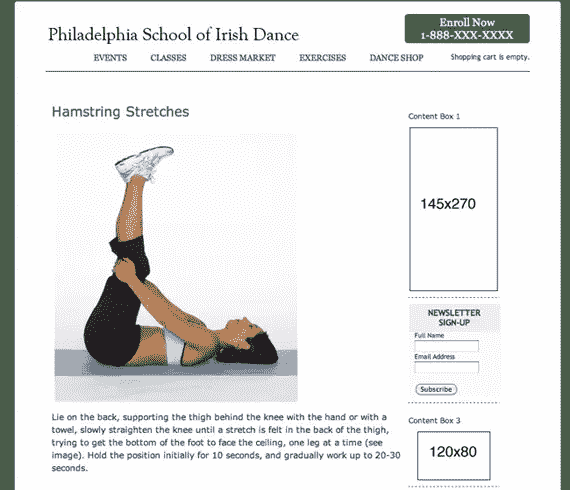 Philadelphia School of Irish Dance
Enroll Now
1-888-XXX-XXXX
EVENTS CLASSES DRESS MARKET EXERCISES DANCE SHOP Shopping cart is empty.
Hamstring Stretches
Lie on the back, supporting the thigh behind the knee with the hand or with a
towel, slowly straighten the knee until a stretch is felt in the back of the thigh,
trying to get the bottom of the foot to face the ceiling, one leg at a time (see
image). Hold the position initially for 10 seconds, and gradually work up to 20-30
seconds.
Content Box 1
145x270
NEWSLETTER
SIGN-UP
Full Name
Email Address
Subscribe
Content Box 3
120x80